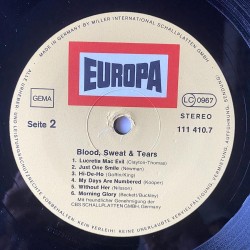 MANUFACTURED IN GERMANY BY MILLER INTERNATIONAL SCHALLPLATTEN GMBH
EUROPA
GEMA
LC 0967
Seite 2
STEREO
111 410.7
Blood, Sweat & Tears
1. Lucretia Mac Evil (Clayton-Thomas)
2. Just One Smile (Newman)
3. Hi-De-Ho (Goffin/King)
4. My Days are Numbered (Kooper)
5. Without Her (Nilsson)
6. Morning Glory (Beckett/Buckley)
Mit freundlicher Genehmigung der
CBS SCHALLPLATTEN GMBH, Germany